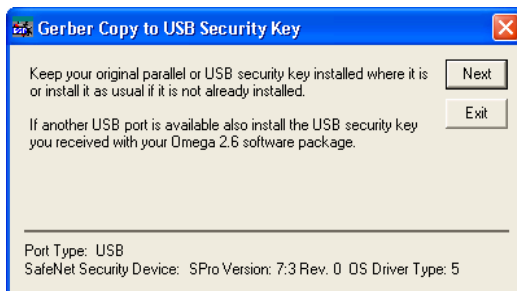 Gerber Copy to USB Security Key
Keep your original parallel or USB security key installed where it is
or install it as usual if it is not already installed.
Next
If another USB port is available also install the USB security key
you received with your Omega 2.6 software package.
Exit
Port Type: USB
SafeNet Security Device: SPro Version: 7:3 Rev. 0 OS Driver Type: 5